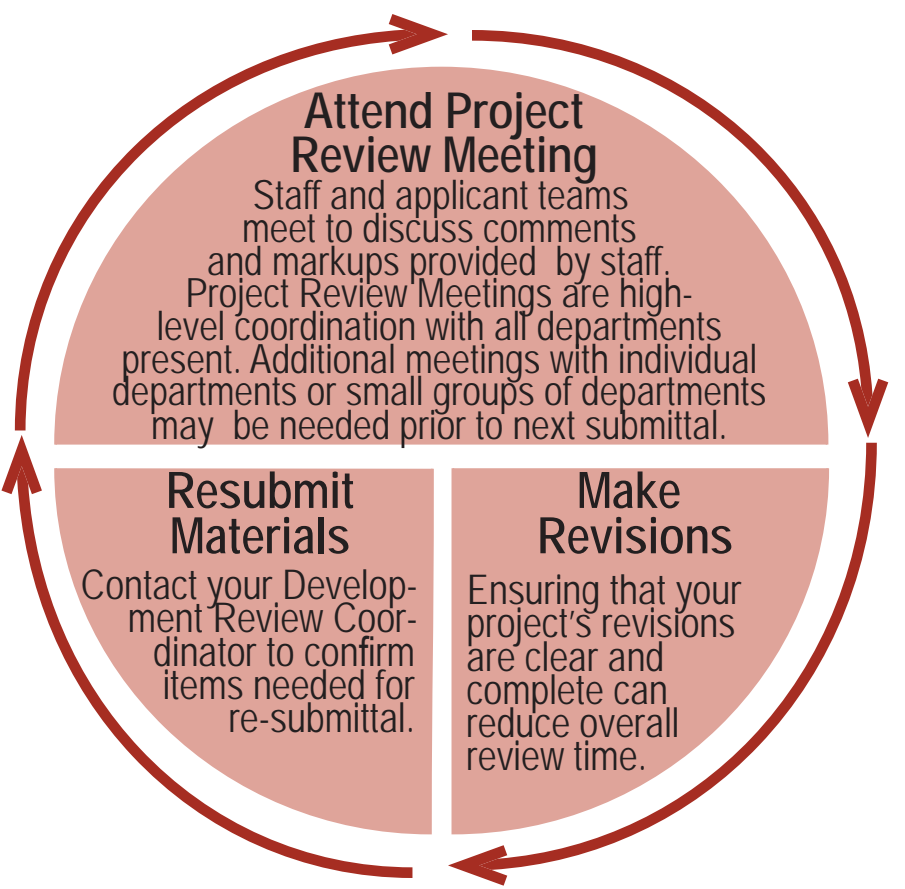 Attend Project
Review Meeting
Staff and applicant teams
meet to discuss comments
and markups provided  by staff.
Project Review Meetings are high-
level coordination with all departments
present. Additional meetings with individual
departments or small groups of departments
may  be needed prior to next submittal.
Resubmit
Materials
Contact your Develop-
ment Review Coor-
dinator to confirm
items needed for
re-submittal.
Make
Revisions
Ensuring that your
project's revisions
are clear and
complete can
reduce overall
review time.